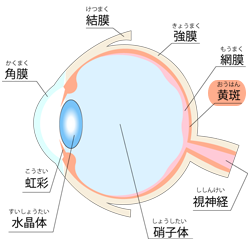 けつまく
結膜
きょうまく
強膜
かくまく
角膜
もうまく
網膜
おうはん
黄斑
こうさい
虹彩
ししんけい
視神経
すいしょうたい
水晶体
しょうしたい
硝子体